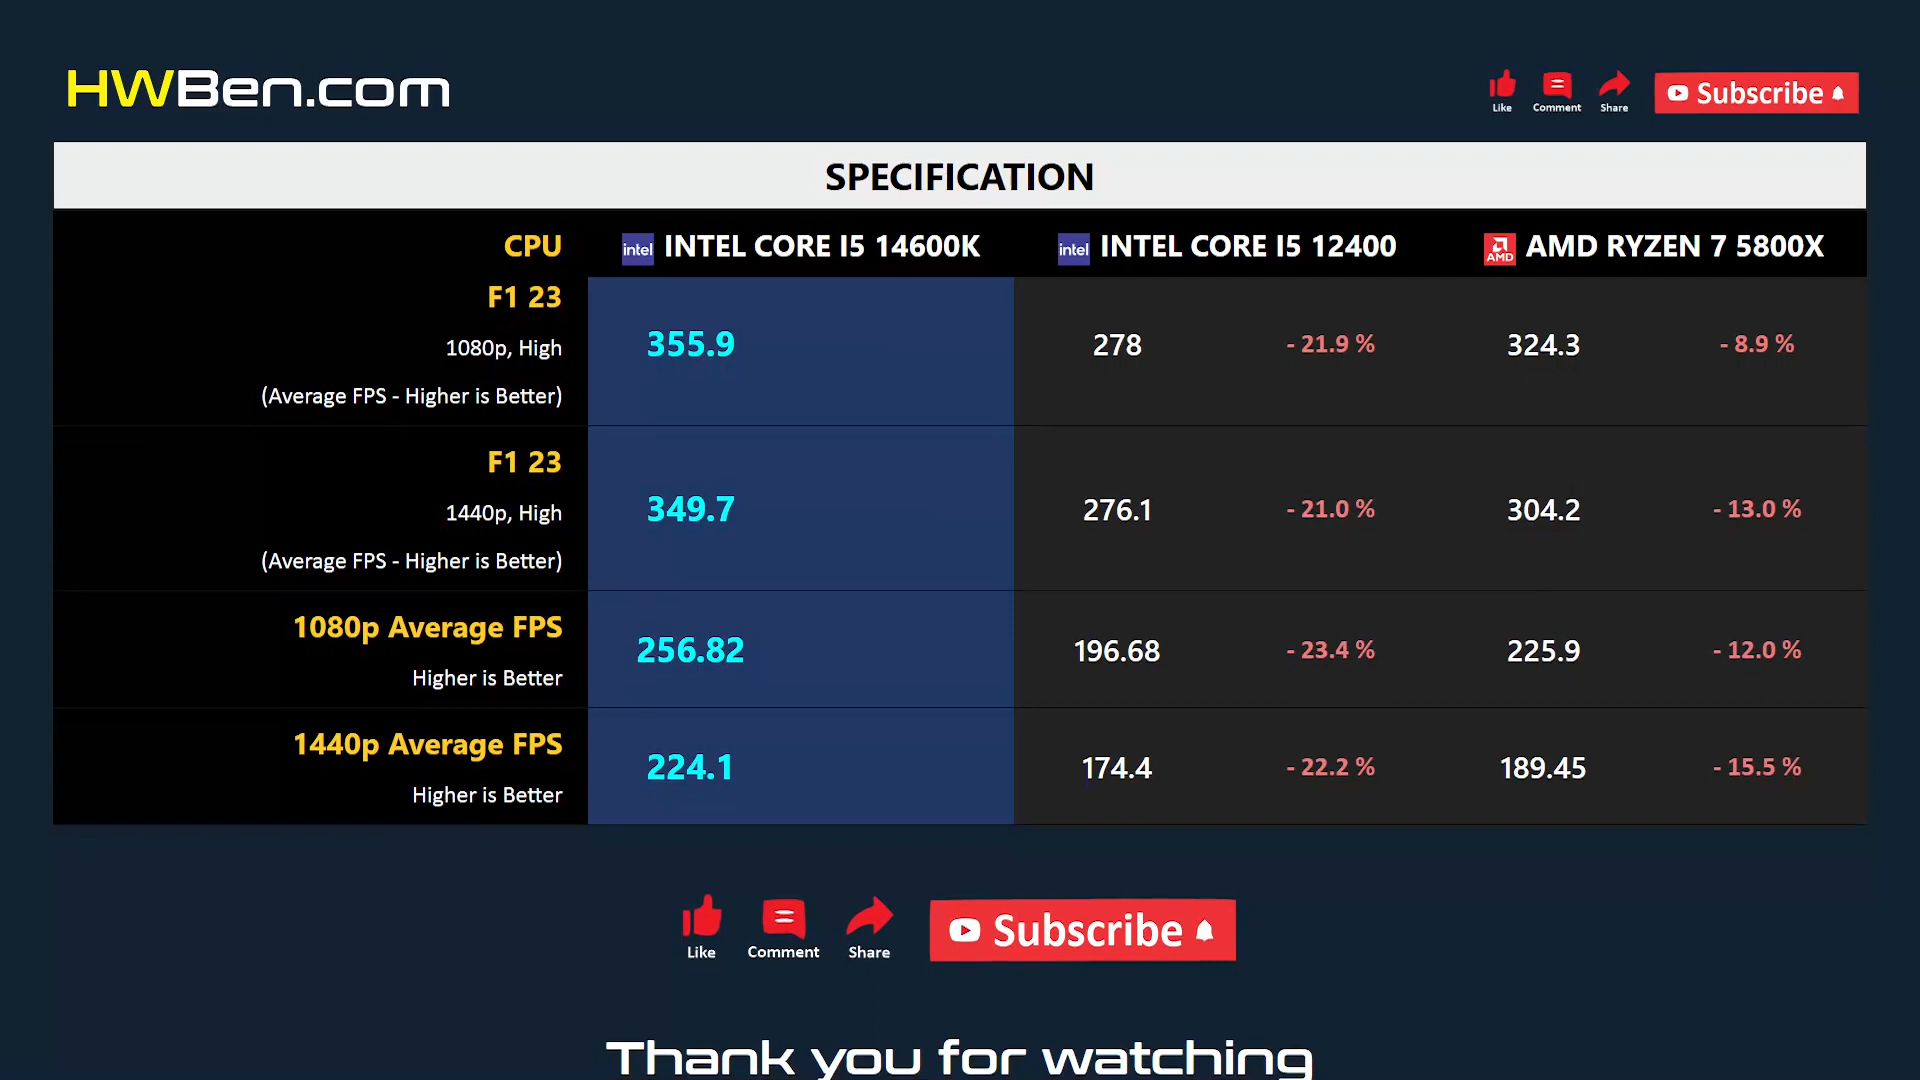 HWBen.com
Like Comment Share Subscribe
SPECIFICATION
CPU intel INTEL CORE I5 14600K intel INTEL CORE I5 12400 AMD AMD RYZEN 7 5800X
F1 23
1080p, High 355.9 278 - 21.9 % 324.3 - 8.9 %
(Average FPS - Higher is Better)
F1 23
1440p, High 349.7 276.1 - 21.0 % 304.2 - 13.0 %
(Average FPS - Higher is Better)
1080p Average FPS
256.82 196.68 - 23.4 % 225.9 - 12.0 %
Higher is Better
1440p Average FPS
224.1 174.4 - 22.2 % 189.45 - 15.5 %
Higher is Better
Like Comment Share Subscribe
Thank you for watching